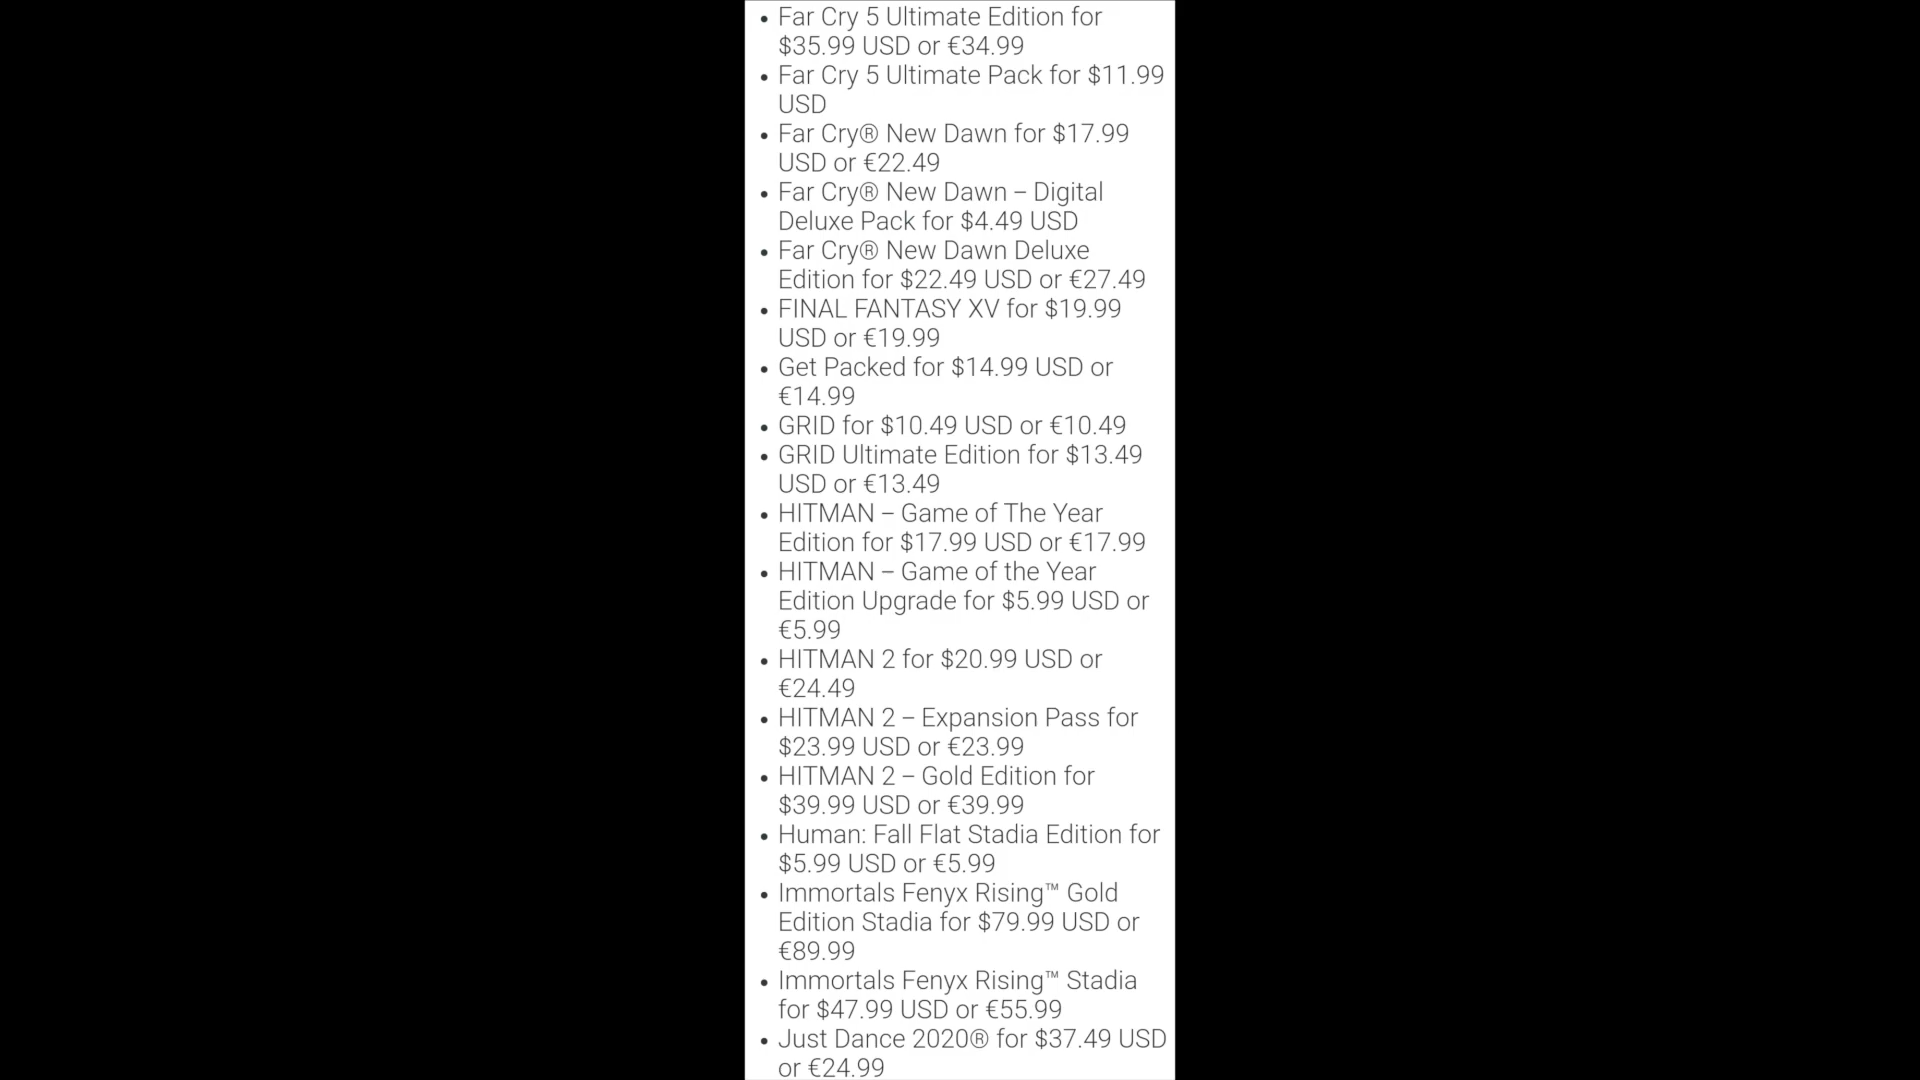 • Far Cry 5 Ultimate Edition for
$35.99 USD or €34.99
• Far Cry 5 Ultimate Pack for $11.99
USD
• Far Cry® New Dawn for $17.99
USD or €22.49
• Far Cry® New Dawn – Digital
Deluxe Pack for $4.49 USD
• Far Cry® New Dawn Deluxe
Edition for $22.49 USD or €27.49
• FINAL FANTASY XV for $19.99
USD or €19.99
• Get Packed for $14.99 USD or
€14.99
• GRID for $10.49 USD or €10.49
• GRID Ultimate Edition for $13.49
USD or €13.49
• HITMAN – Game of The Year
Edition for $17.99 USD or €17.99
• HITMAN – Game of the Year
Edition Upgrade for $5.99 USD or
€5.99
• HITMAN 2 for $20.99 USD or
€24.49
• HITMAN 2 – Expansion Pass for
$23.99 USD or €23.99
• HITMAN 2 – Gold Edition for
$39.99 USD or €39.99
• Human: Fall Flat Stadia Edition for
$5.99 USD or €5.99
• Immortals Fenyx Rising™ Gold
Edition Stadia for $79.99 USD or
€89.99
• Immortals Fenyx Rising™ Stadia
for $47.99 USD or €55.99
• Just Dance 2020® for $37.49 USD
or €24.99